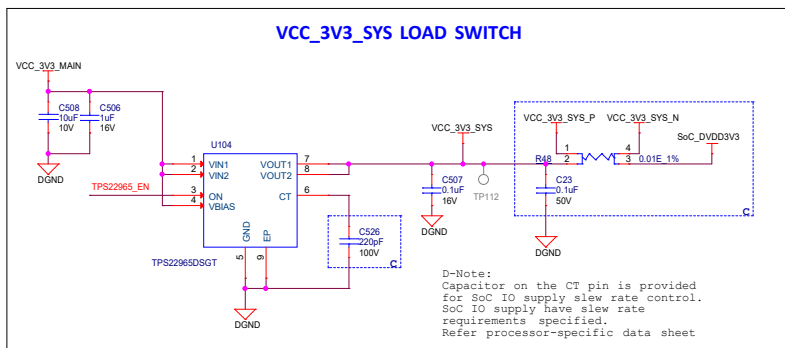 VCC_3V3_SYS LOAD SWITCH
VCC_3V3_MAIN
C508
10uF
10V
C506
1uF
16V
DGND
TPS22965_EN
U104
1
VIN1
2
VIN2
3
ON
4
VBIAS
VOUT1
7
VOUT2
8
CT
6
GND
EP
5
9
TPS22965DSGT
DGND
C526
220pF
100V
C
VCC_3V3_SYS
C507
0.1uF
16V
DGND
TP112
VCC_3V3_SYS_P
VCC_3V3_SYS_N
SoC_DVDD3V3
1
4
R48
2
3
0.01E_1%
C23
0.1uF
50V
DGND
C
D-Note:
Capacitor on the CT pin is provided
for SoC IO supply slew rate control.
SoC IO supply have slew rate
requirements specified.
Refer processor-specific data sheet